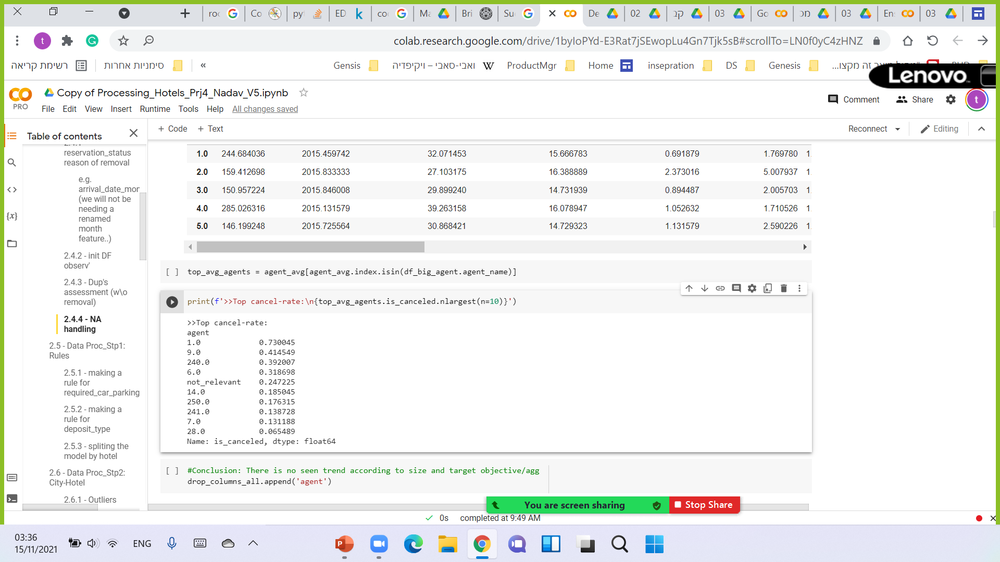 roc
Co
pyt
ED
coc
Ma
Bri
Suc
De
02
קב
03
Go
מכ
03
En
03
colab.research.google.com/drive/1byIoPYd-E3Rat7jSEwopLu4Gn7Tjk5sB#scrollTo=LN0f0yC4zHNZ
רשימת קריאה
סימניות אחרות
«
Gensis
ואבי-סאבי – ויקיפדיה
ProductMgr
Home
insepration
DS
Genesis
Lenovo
PRO
Copy of Processing_Hotels_Prj4_Nadav_V5.ipynb
Comment
Share
t
File Edit View Insert Runtime Tools Help All changes saved
Table of contents
+ Code + Text
Reconnect
Editing
reservation_status
reason of removal
e.g.
arrival_date_mor
(we will not be
needing a
renamed
month
feature..)
2.4.2 - init DF
observ'
2.4.3 - Dup's
assessment (w\o
removal)
2.4.4 - NA
handling
2.5 - Data Proc_Stp1:
Rules
2.5.1 - making a
rule for
required_car_parking
2.5.2 - making a
rule for
deposit_type
2.5.3 - spliting the
model by hotel
2.6 - Data Proc_Stp2:
City-Hotel
2.6.1 - Outliers
1.0 244.684036 2015.459742 32.071453 15.666783 0.691879 1.769780 1.
2.0 159.412698 2015.833333 27.103175 16.388889 2.373016 5.007937 1.
3.0 150.957224 2015.846008 29.899240 14.731939 0.894487 2.005703 1.
4.0 285.026316 2015.131579 39.263158 16.078947 1.052632 1.710526 1.
5.0 146.199248 2015.725564 30.868421 14.729323 1.131579 2.590226 1.
[ ] top_avg_agents = agent_avg[agent_avg.index.isin(df_big_agent.agent_name)]
print(f'>>Top cancel-rate:\n{top_avg_agents.is_canceled.nlargest(n=10)}')
>>Top cancel-rate:
agent
1.0 0.730045
9.0 0.414549
240.0 0.392007
6.0 0.318698
not_relevant 0.247225
14.0 0.185045
250.0 0.176315
241.0 0.138728
7.0 0.131188
28.0 0.065489
Name: is_canceled, dtype: float64
[ ] #Conclusion: There is no seen trend according to size and target objective/agg
drop_columns_all.append('agent')
You are screen sharing
Stop Share
0s completed at 9:49 AM
03:36
15/11/2021
ENG